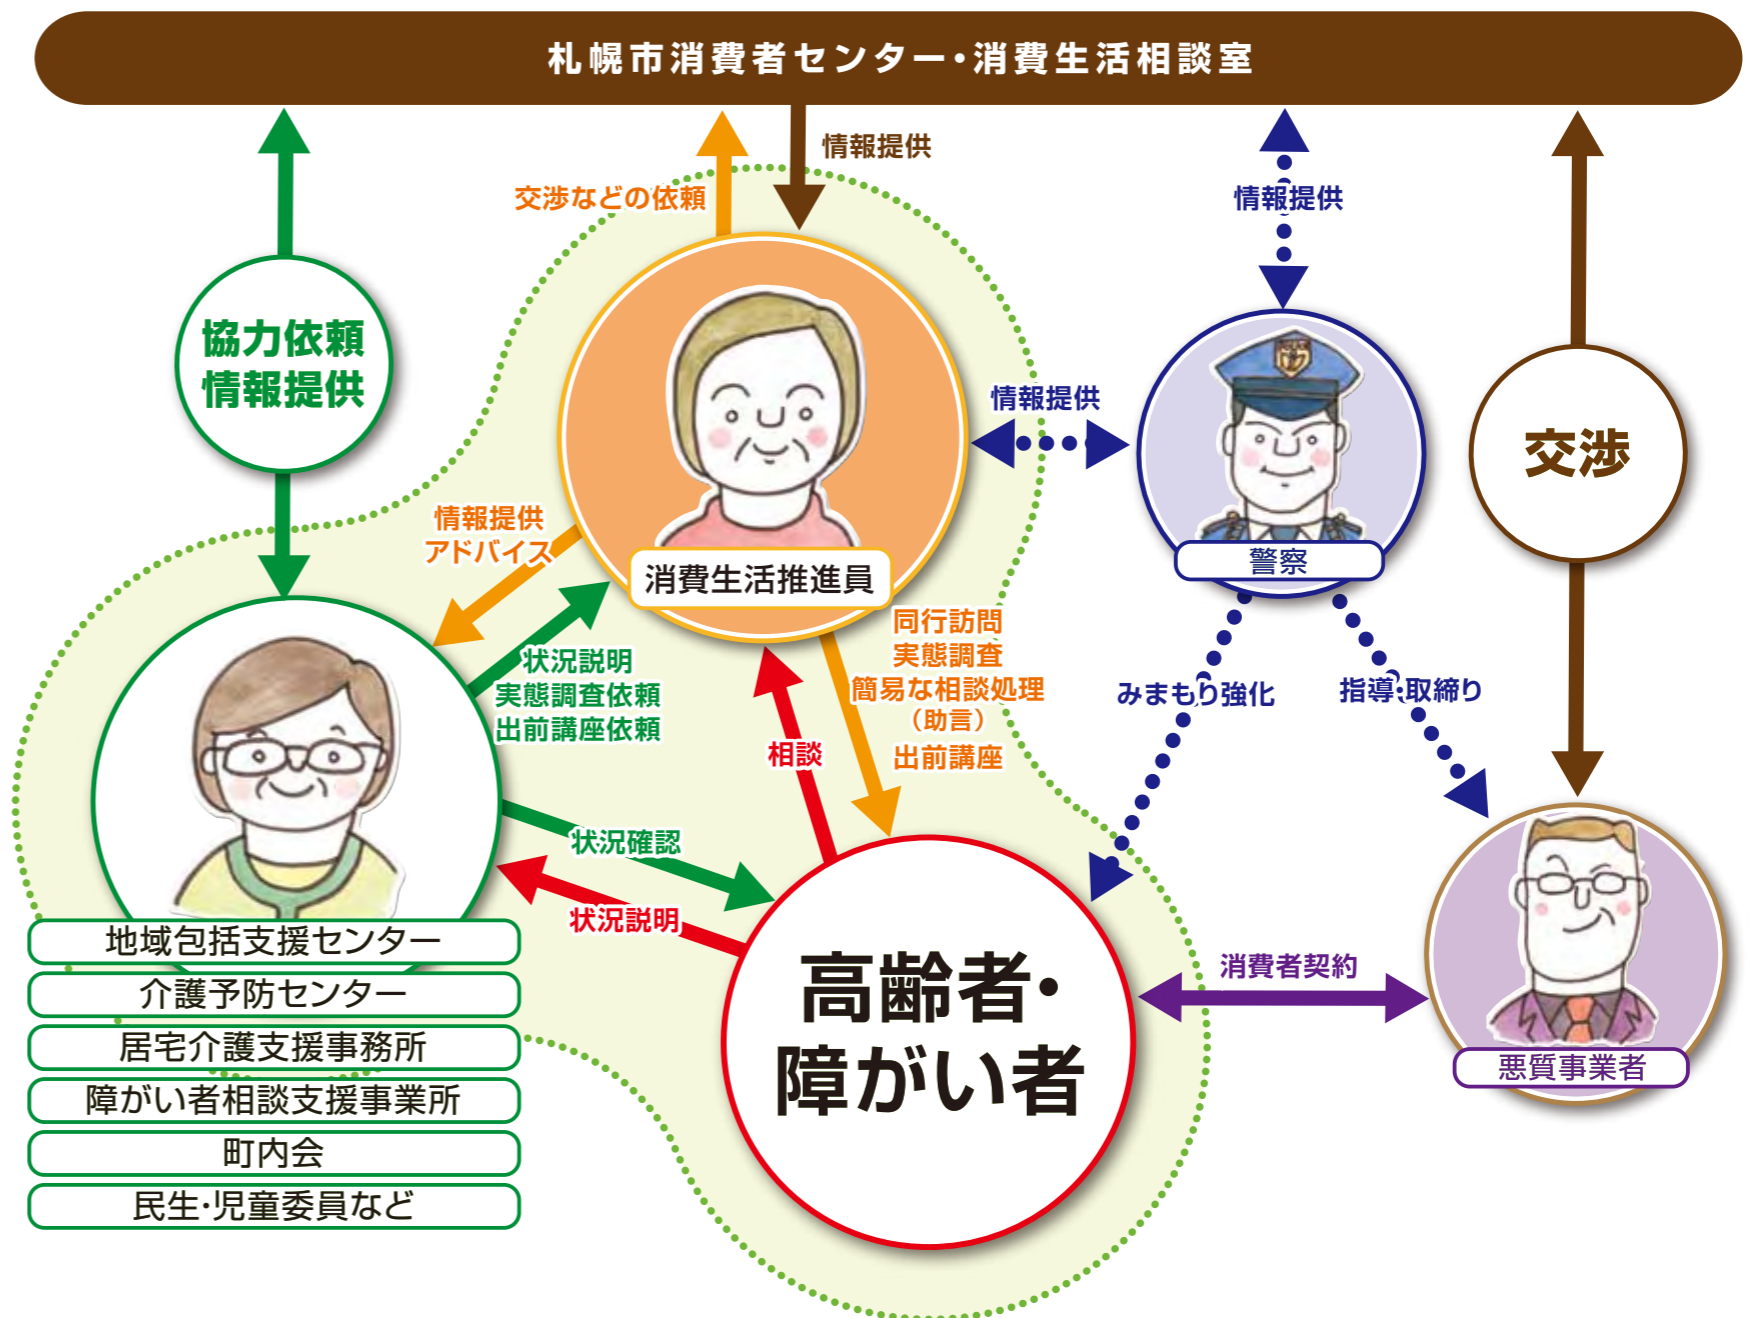 札幌市消費者センター・消費生活相談室
情報提供
交渉などの依頼
情報提供
協力依頼
情報提供
情報提供
交渉
情報提供
アドバイス
消費生活推進員
警察
同行訪問
実態調査
簡易な相談処理
（助言）
出前講座
状況説明
実態調査依頼
出前講座依頼
みまもり強化
指導・取締り
相談
状況確認
状況説明
地域包括支援センター
介護予防センター
居宅介護支援事務所
障がい者相談支援事業所
町内会
民生・児童委員など
高齢者・
障がい者
消費者契約
悪質事業者